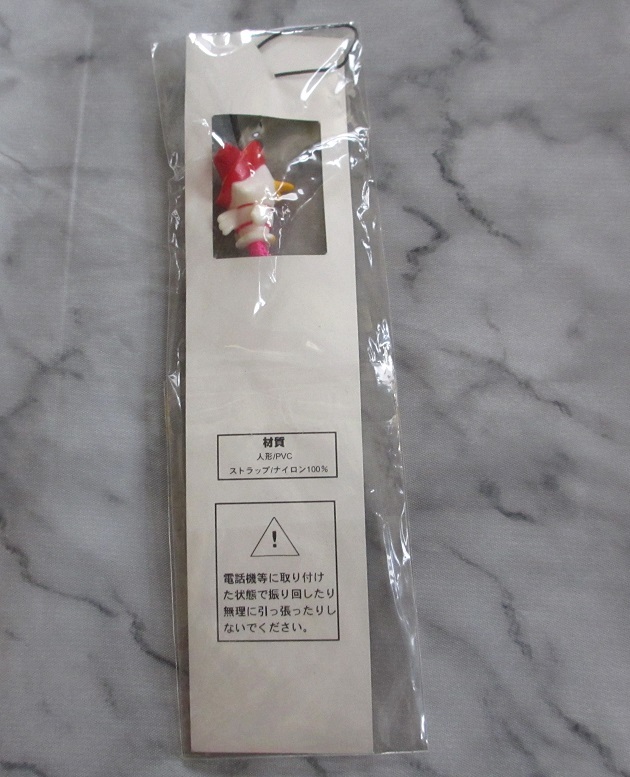 材質
人形/PVC
ストラップ/ナイロン100%
!
電話機等に取り付け
た状態で振り回したり
無理に引っ張ったりし
ないでください。